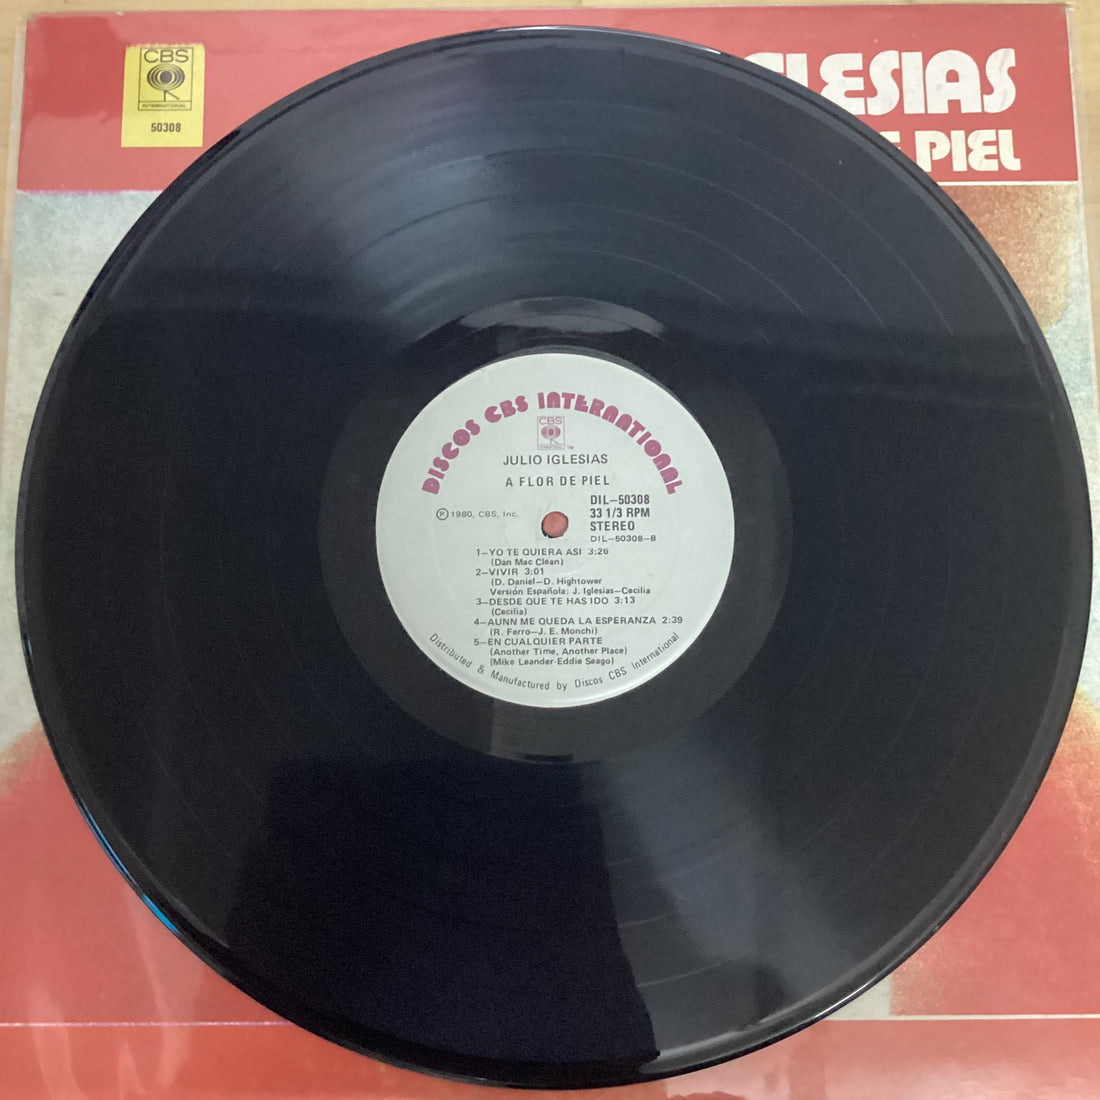 CBS
INTERNATIONAL
50308
GLESIAS
E PIEL
DISCOS CBS INTERNATIONAL
CBS
INTERNATIONAL
TM
JULIO IGLESIAS
A FLOR DE PIEL
Ⓟ1980, CBS, Inc.
DIL-50308
33 1/3 RPM
STEREO
DIL-50308-B
1-YO TE QUIERA ASI 3:26
(Dan Mac Clean)
2-VIVIR 3:01
(D. Daniel-D. Hightower
Versión Española: J. Iglesias-Cecilia
3-DESDE QUE TE HAS IDO 3:13
(Cecilia)
4-AUNN ME QUEDA LA ESPERANZA 2:39
(R. Ferro-J. E. Monchi)
5-EN CUALQUIER PARTE
(Another Time, Another Place)
(Mike Leander-Eddie Seago)
Distributed & Manufactured by Discos CBS International